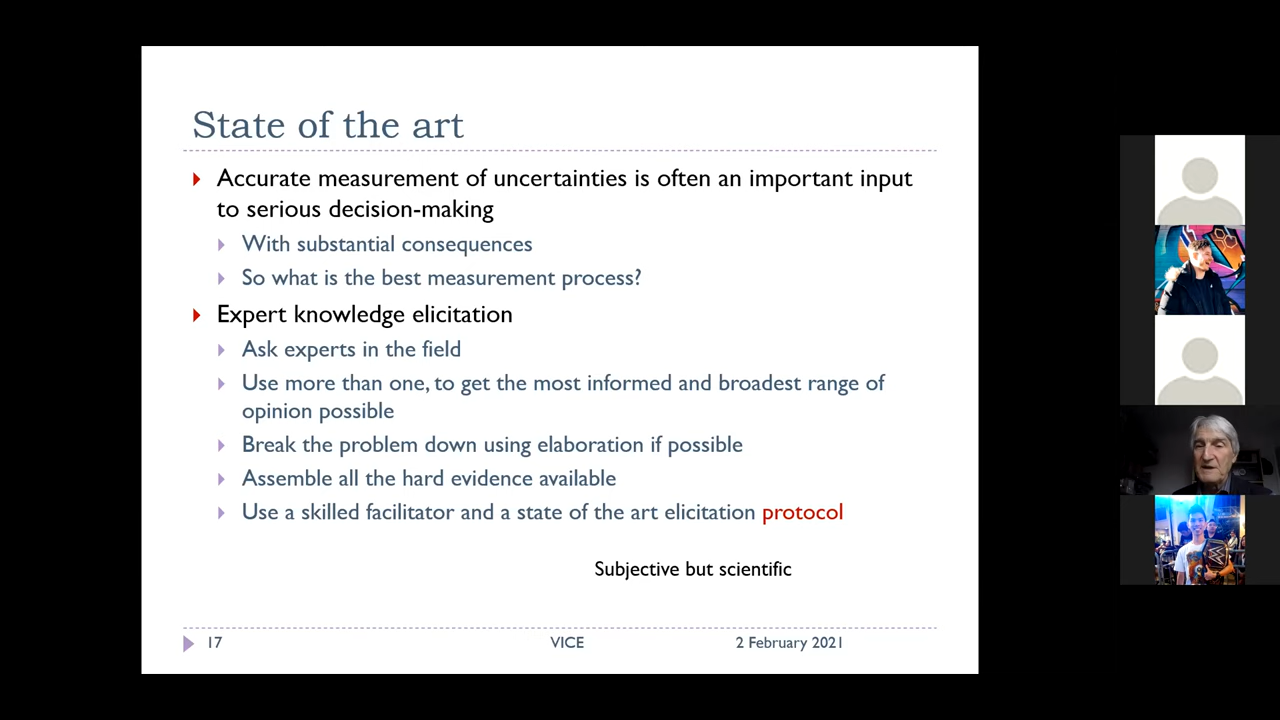 State of the art
Accurate measurement of uncertainties is often an important input
to serious decision-making
With substantial consequences
So what is the best measurement process?
Expert knowledge elicitation
Ask experts in the field
Use more than one, to get the most informed and broadest range of
opinion possible
Break the problem down using elaboration if possible
Assemble all the hard evidence available
Use a skilled facilitator and a state of the art elicitation protocol
Subjective but scientific
17 VICE 2 February 2021